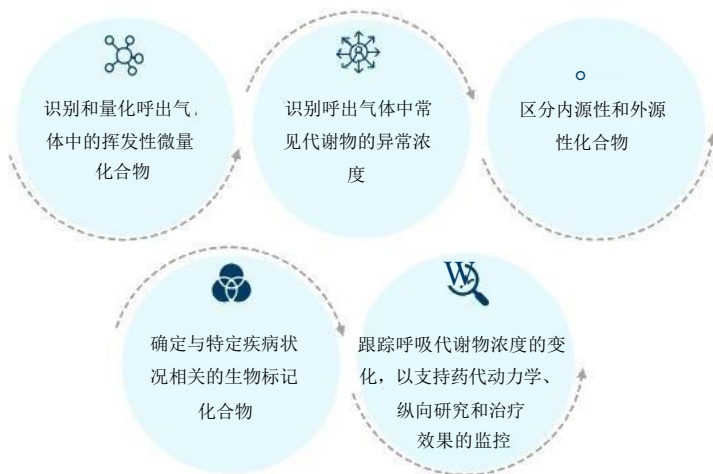 识别和量化呼出气
体中的挥发性微量
化合物
识别呼出气体中常
见代谢物的异常浓
度
区分内源性和外源
性化合物
确定与特定疾病状
况相关的生物标记
化合物
W
跟踪呼吸代谢物浓度的变
化，以支持药代动力学、
纵向研究和治疗
效果的监控